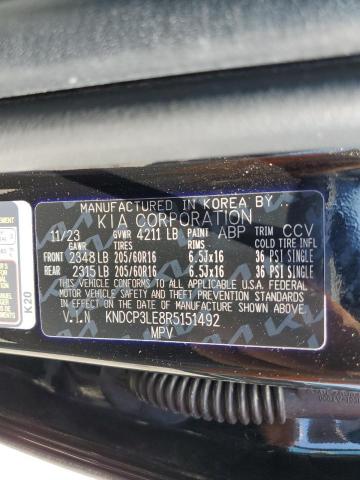 MANUFACTURED IN KOREA BY
KIA CORPORATION
11/23 GVWR 4211 LB PAINT ABP TRIM CCV
GAWR TIRES RIMS COLD TIRE INFL
FRONT 2348 LB 205/60R16 6.5JX16 36 PSI SINGLE
REAR 2315 LB 205/60R16 6.5JX16 36 PSI SINGLE
THIS VEHICLE CONFORMS TO ALL APPLICABLE U.S.A. FEDERAL
MOTOR VEHICLE SAFETY, BUMPER, AND THEFT PREVENTION
STANDARDS IN EFFECT ON THE DATE OF MANUFACTURE SHOWN ABOVE.
V.I.N KNDCP3LE8R5151492
MPV
K20